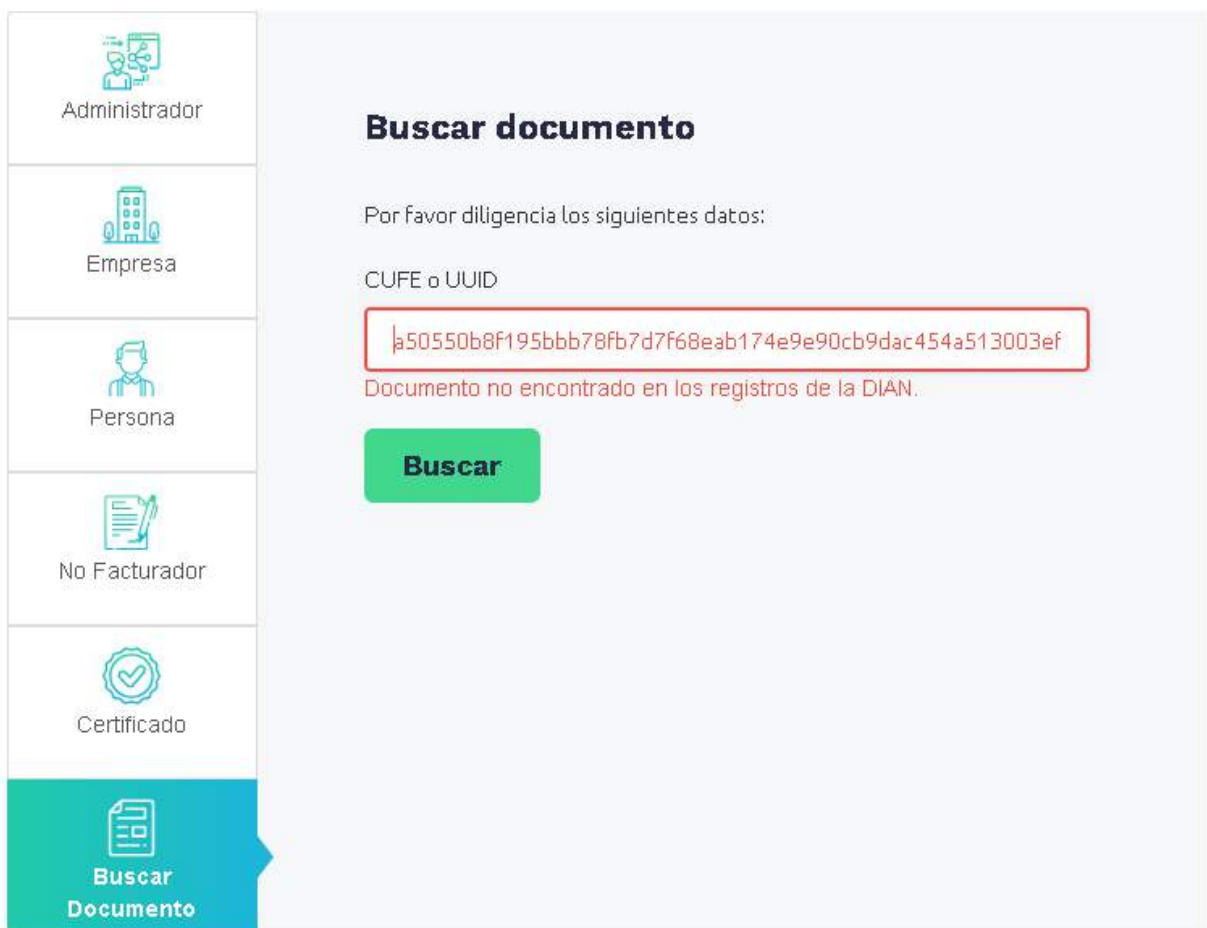 Administrador
Empresa
Persona
No Facturador
Certificado
Buscar
Documento
Buscar documento
Por favor diligencia los siguientes datos:
CUFE o UUID
a50550b8f195bbb78fb7d7f68eab174e9e90cb9dac454a513003ef
Documento no encontrado en los registros de la DIAN.
Buscar